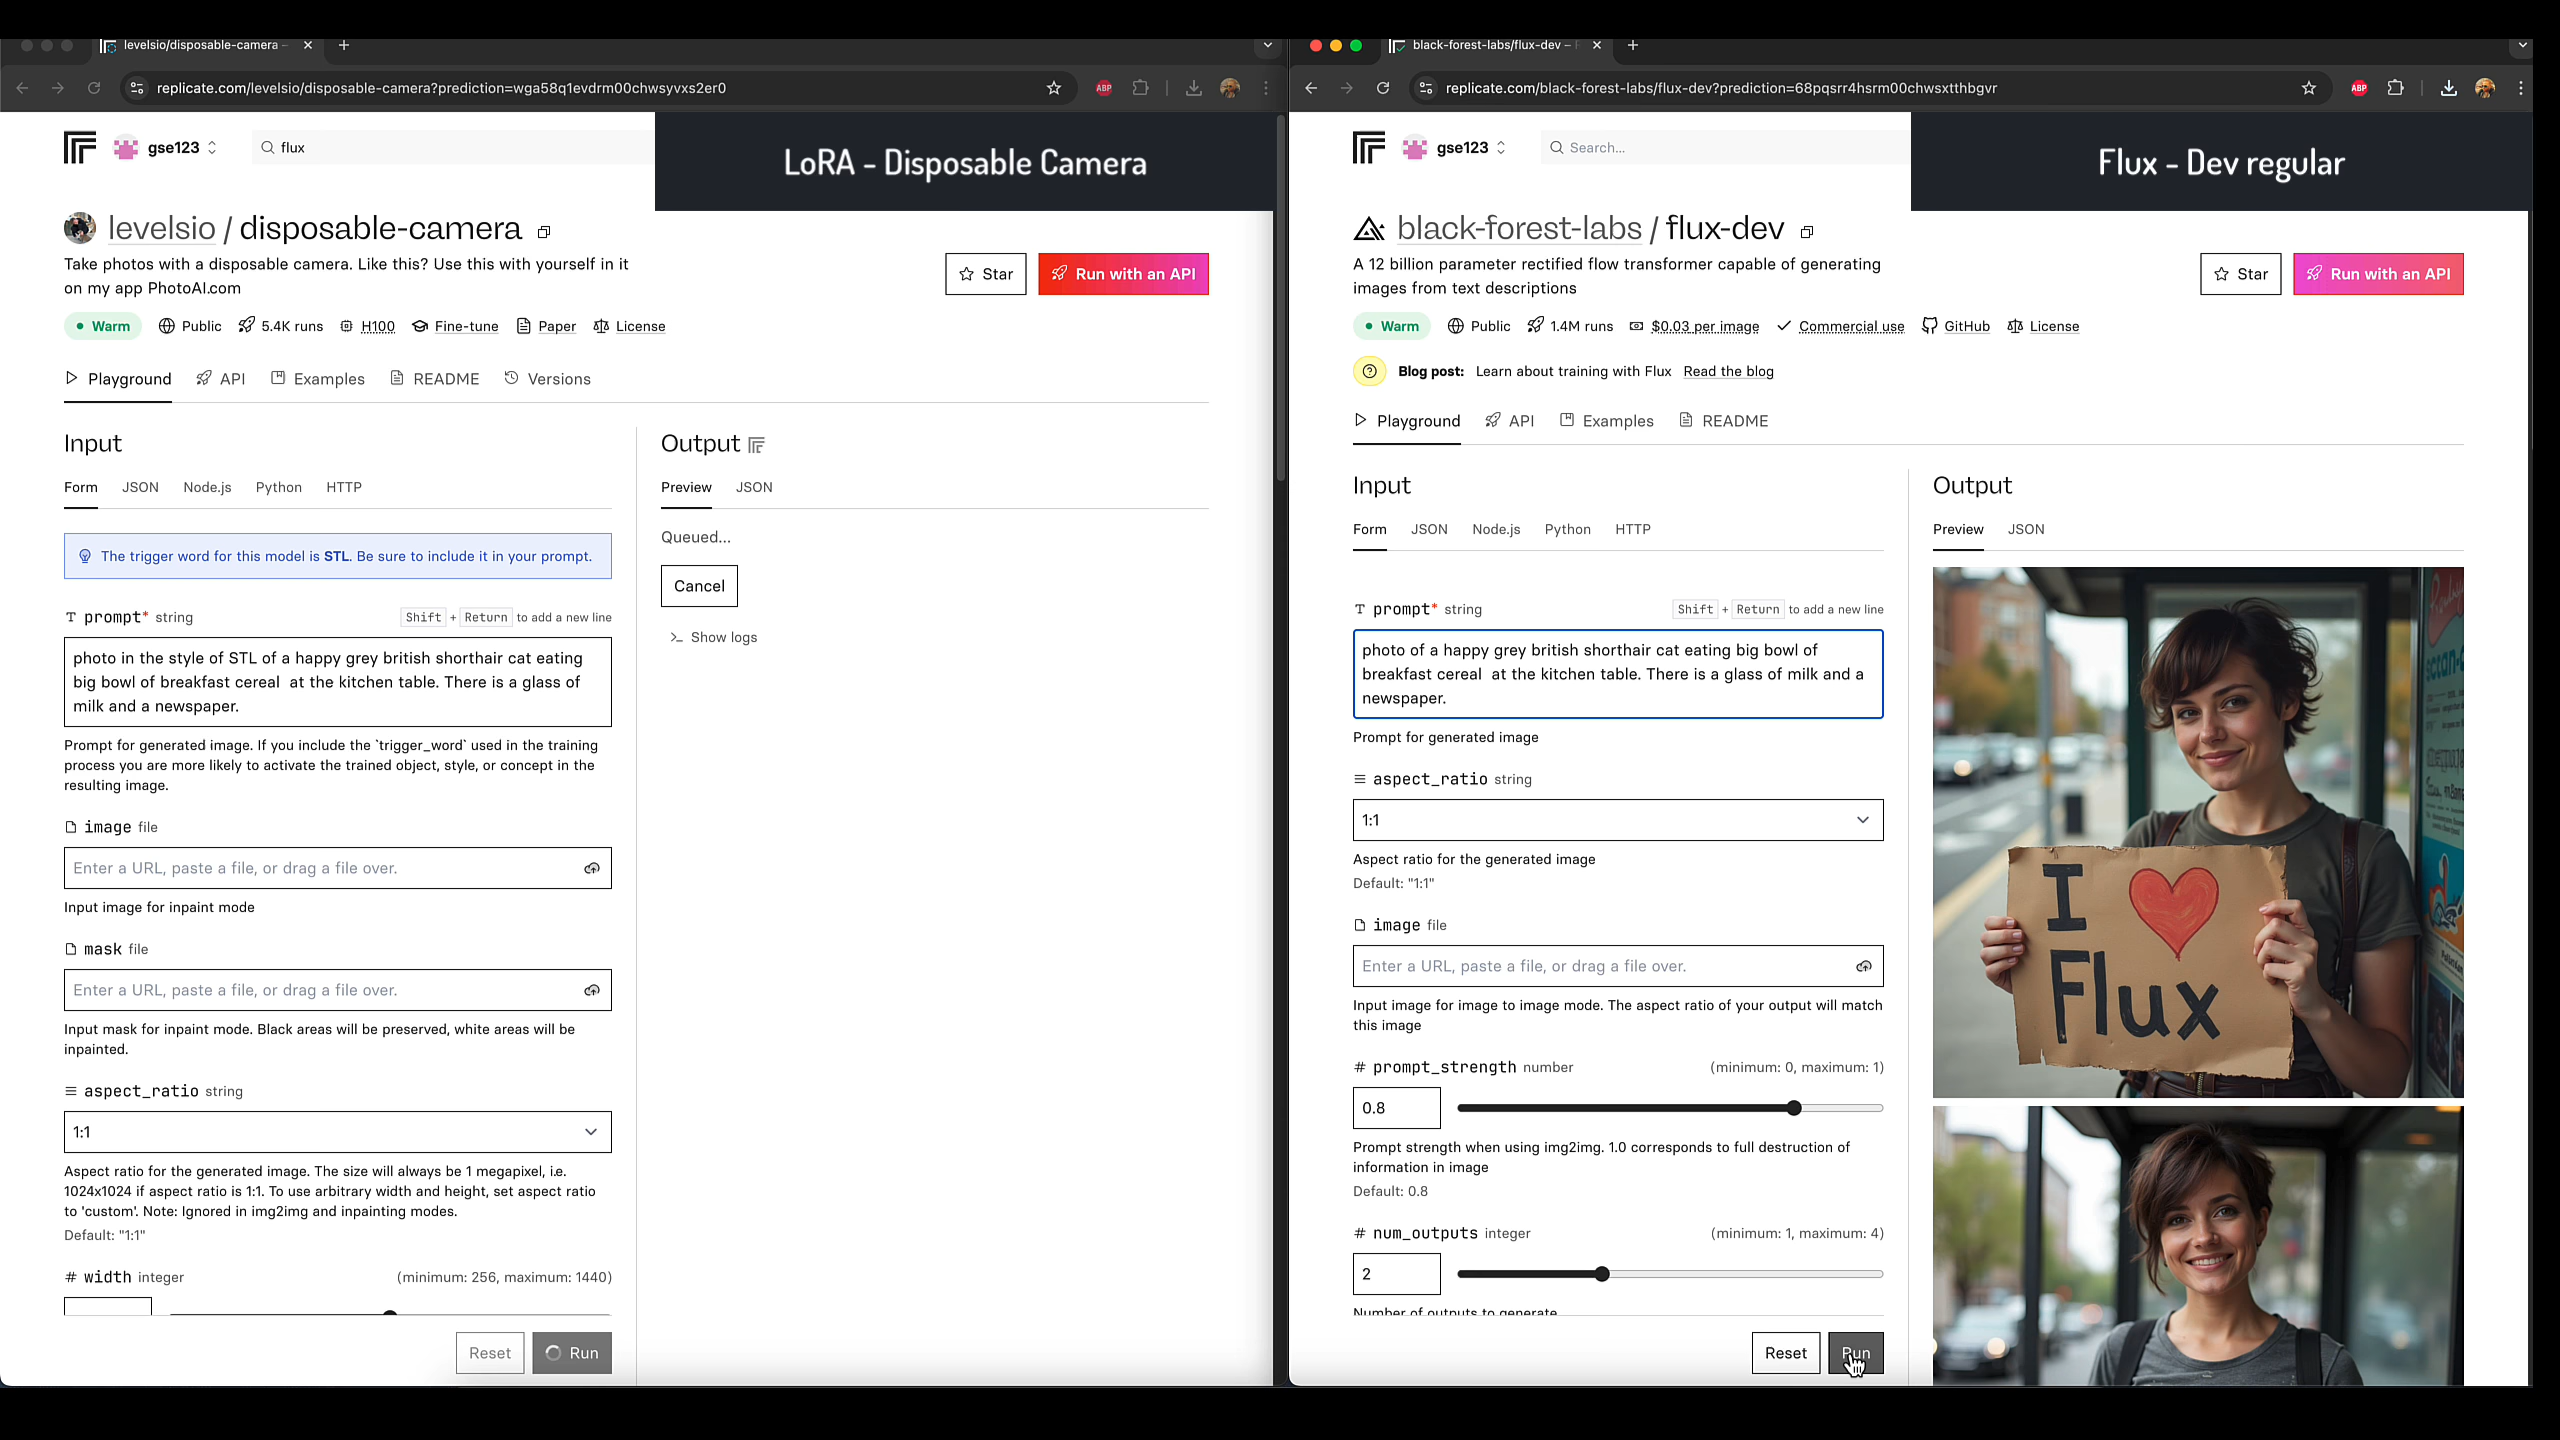 levelsio/disposable-camera –
replicate.com/levelsio/disposable-camera?prediction=wga58q1evdrm00chwsyvxs2er0
ABP
gse123
flux
LoRA - Disposable Camera
levelsio / disposable-camera
Take photos with a disposable camera. Like this? Use this with yourself in it
on my app PhotoAI.com
Star
Run with an API
Warm
Public
5.4K runs
H100
Fine-tune
Paper
License
Playground
API
Examples
README
Versions
Input
Form
JSON
Node.js
Python
HTTP
The trigger word for this model is STL. Be sure to include it in your prompt.
prompt* string
Shift + Return to add a new line
photo in the style of STL of a happy grey british shorthair cat eating
big bowl of breakfast cereal  at the kitchen table. There is a glass of
milk and a newspaper.
Prompt for generated image. If you include the `trigger_word` used in the training
process you are more likely to activate the trained object, style, or concept in the
resulting image.
image file
Enter a URL, paste a file, or drag a file over.
Input image for inpaint mode
mask file
Enter a URL, paste a file, or drag a file over.
Input mask for inpaint mode. Black areas will be preserved, white areas will be
inpainted.
aspect_ratio string
1:1
Aspect ratio for the generated image. The size will always be 1 megapixel, i.e.
1024x1024 if aspect ratio is 1:1. To use arbitrary width and height, set aspect ratio
to 'custom'. Note: Ignored in img2img and inpainting modes.
Default: "1:1"
# width integer
(minimum: 256, maximum: 1440)
Reset
Run
Output
Preview
JSON
Queued...
Cancel
Show logs
black-forest-labs/flux-dev –
replicate.com/black-forest-labs/flux-dev?prediction=68pqsrr4hsrm00chwsxtthbgvr
ABP
gse123
Search...
Flux - Dev regular
black-forest-labs / flux-dev
A 12 billion parameter rectified flow transformer capable of generating
images from text descriptions
Star
Run with an API
Warm
Public
1.4M runs
$0.03 per image
Commercial use
GitHub
License
Blog post: Learn about training with Flux Read the blog
Playground
API
Examples
README
Input
Form
JSON
Node.js
Python
HTTP
prompt* string
Shift + Return to add a new line
photo of a happy grey british shorthair cat eating big bowl of
breakfast cereal  at the kitchen table. There is a glass of milk and a
newspaper.
Prompt for generated image
aspect_ratio string
1:1
Aspect ratio for the generated image
Default: "1:1"
image file
Enter a URL, paste a file, or drag a file over.
Input image for image to image mode. The aspect ratio of your output will match
this image
# prompt_strength number
(minimum: 0, maximum: 1)
0.8
Prompt strength when using img2img. 1.0 corresponds to full destruction of
information in image
Default: 0.8
# num_outputs integer
(minimum: 1, maximum: 4)
2
Number of outputs to generate
Reset
Run
Output
Preview
JSON
I
Flux